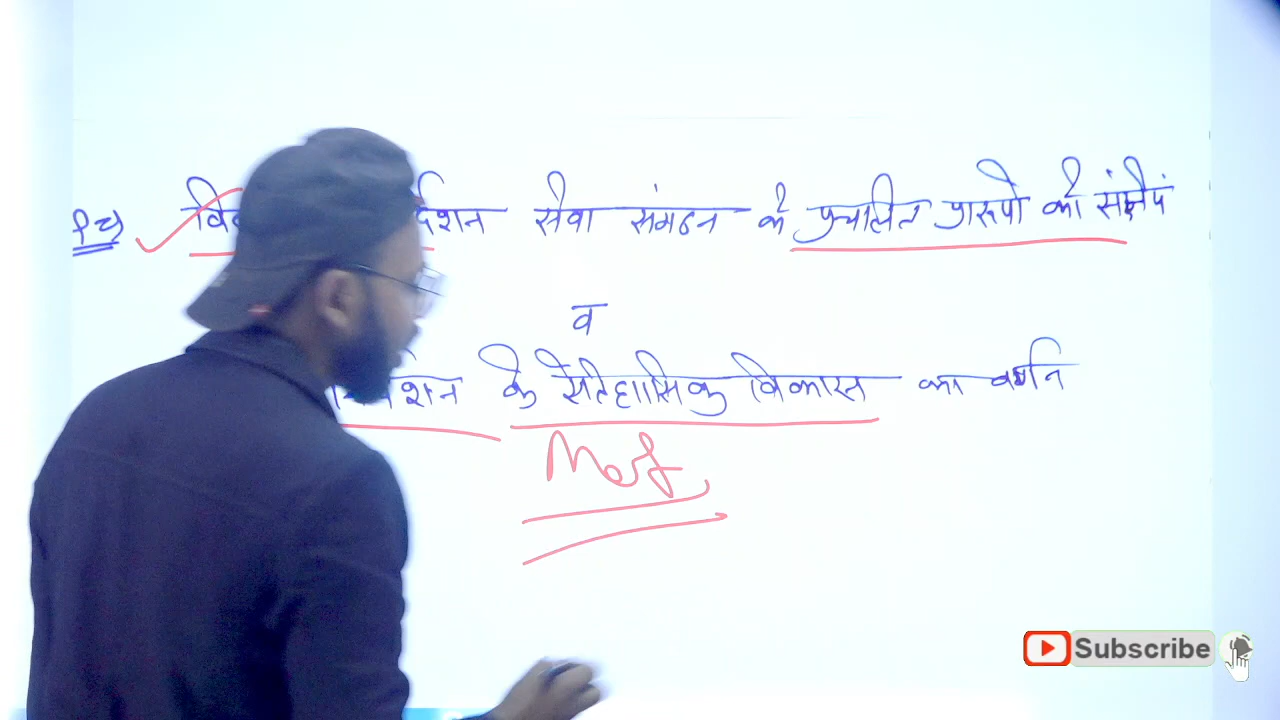 दर्शन सेवा संगठन के प्रचलित प्रारूपो को संक्षेप
व
के ऐतिहासिक विकास का वर्णन
Most
Subscribe